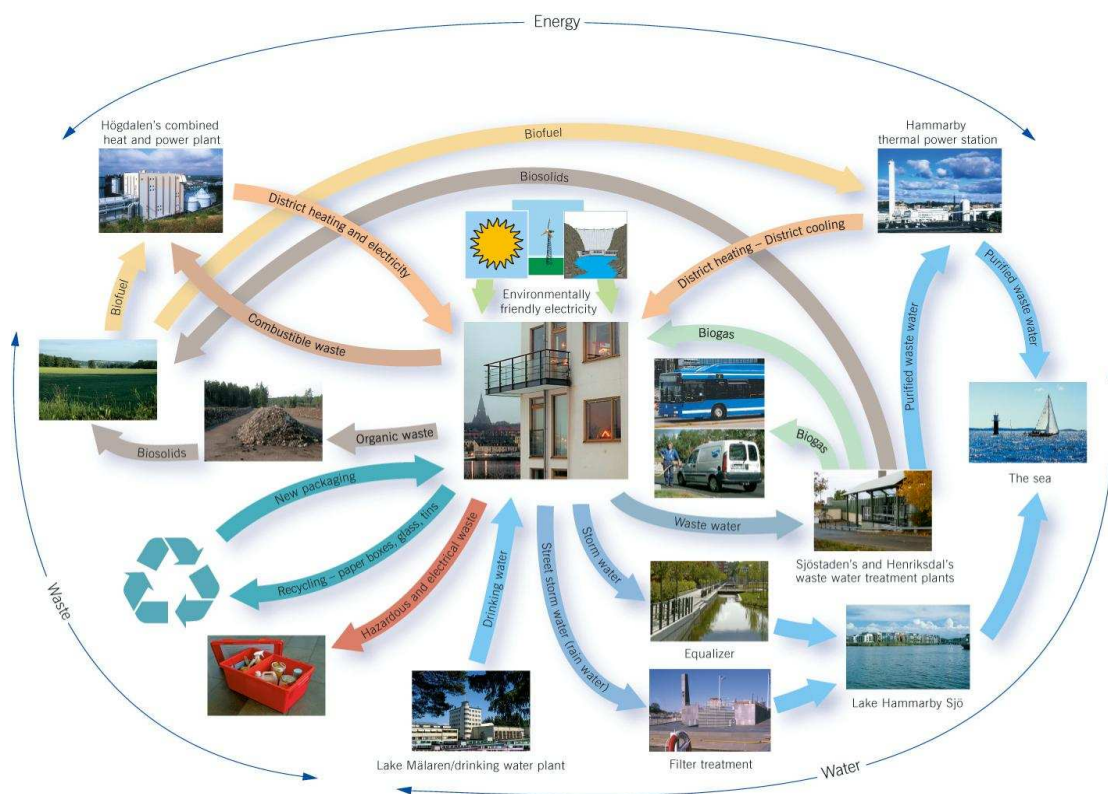 Energy
Högdalen's combined
heat and power plant
Hammarby
thermal power station
Biofuel
Biosolids
District heating and electricity
District heating – District cooling
Purified waste water
Environmentally
friendly electricity
Biofuel
Combustible waste
Biogas
Purified waste water
Organic waste
Biosolids
Biogas
The sea
New packaging
Waste water
Recycling – paper boxes, glass, tins
Hazardous and electrical waste
Drinking water
Street storm water (rain water)
Storm water
Sjöstaden's and Henriksdal's
waste water treatment plants
Waste
Equalizer
Lake Hammarby Sjö
Lake Mälaren/drinking water plant
Filter treatment
Water